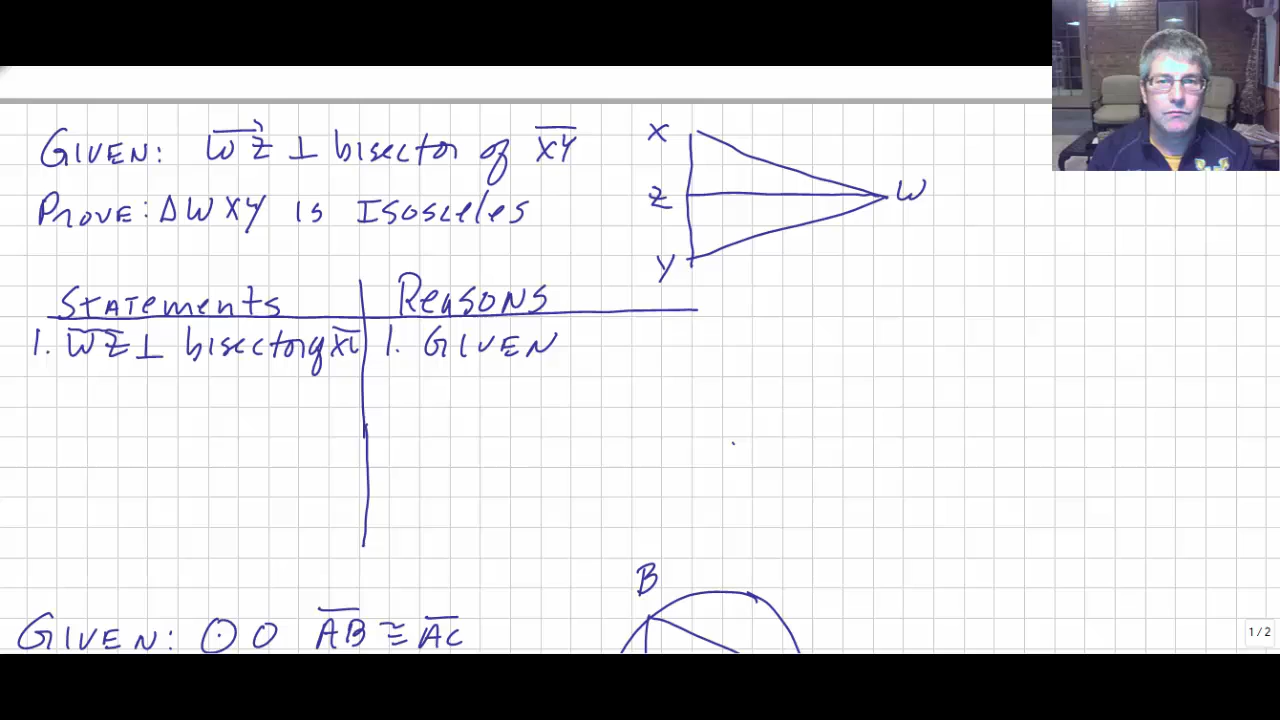 GIVEN: WZ ⊥ bisector of XY
PROVE: ΔWXY is Isosceles
X
Z
W
Y
Statements Reasons
1. WZ ⊥ bisector of XY 1. GIVEN
B
GIVEN: ⊙O AB ≅ AC
1/2